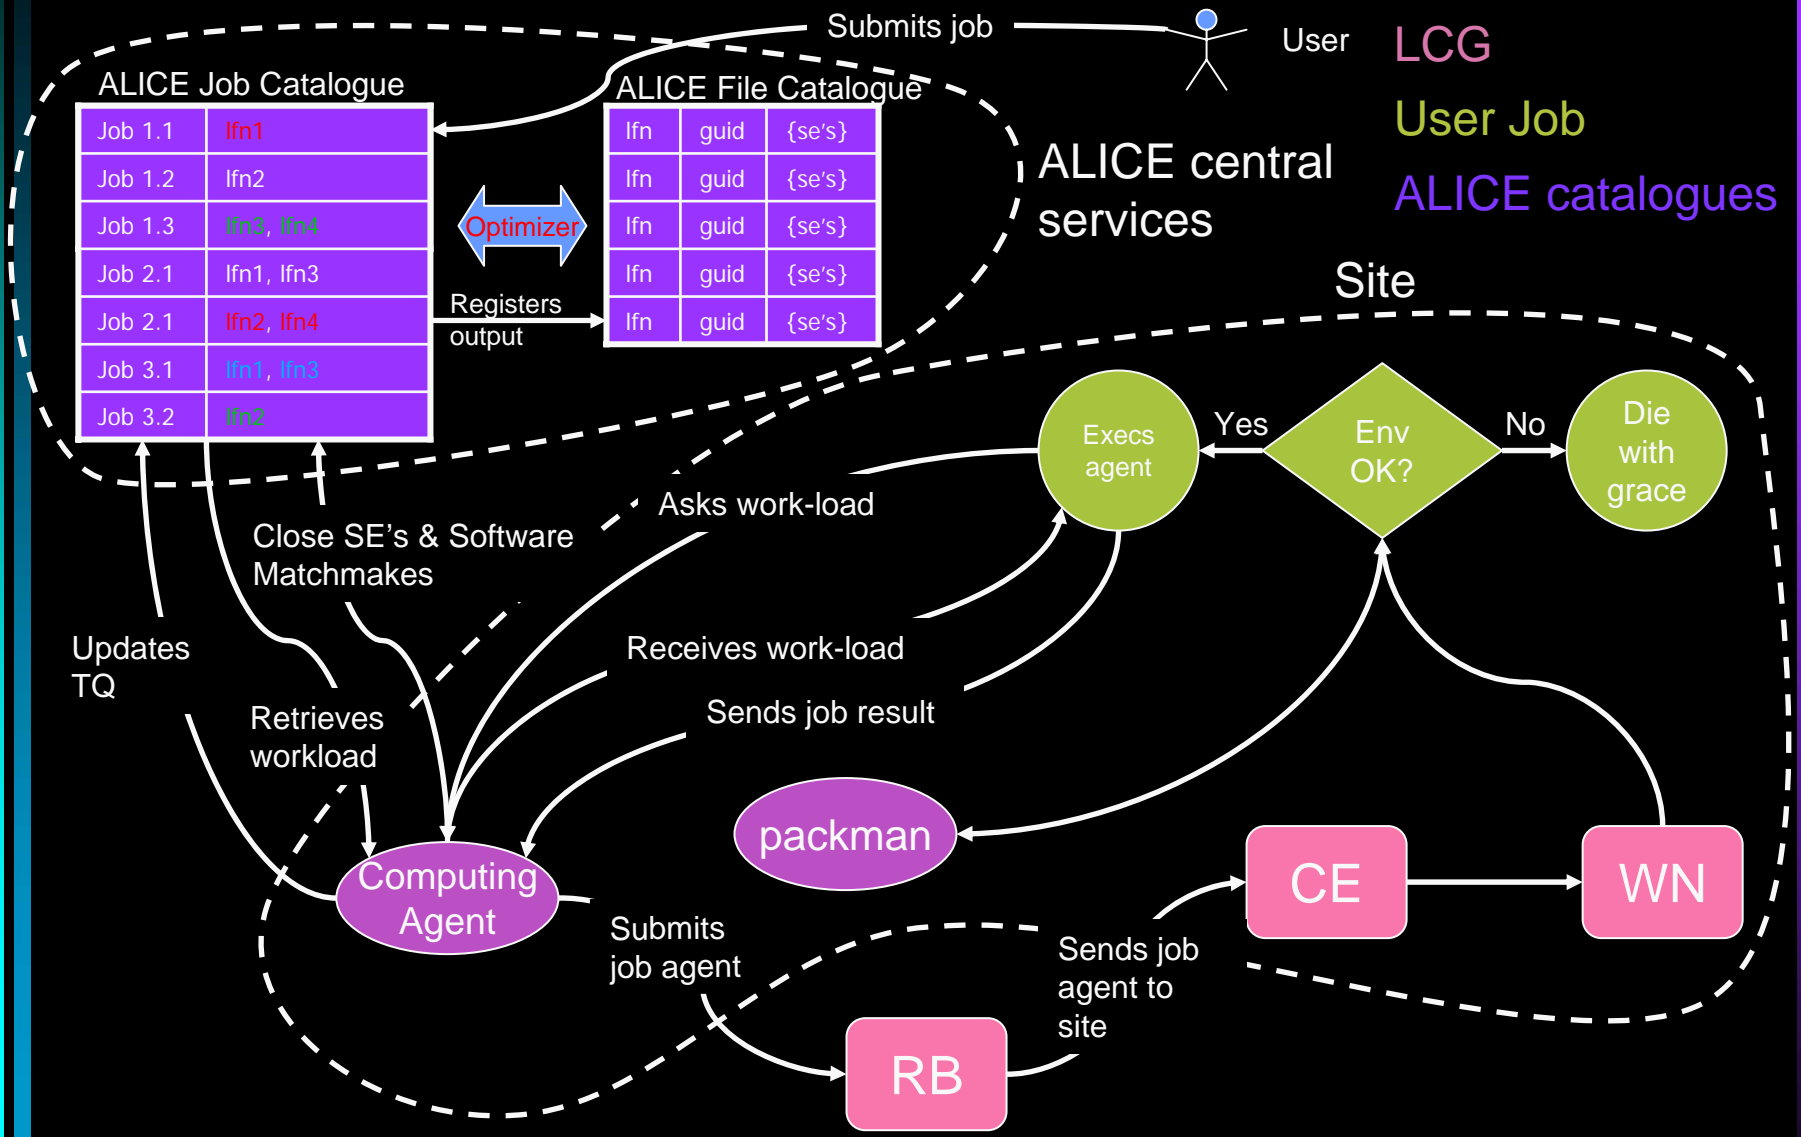 Submits job
User
LCG
User Job
ALICE catalogues
ALICE Job Catalogue
Job 1.1 lfn1
Job 1.2 lfn2
Job 1.3 lfn3, lfn4
Job 2.1 lfn1, lfn3
Job 2.1 lfn2, lfn4
Job 3.1 lfn1, lfn3
Job 3.2 lfn2
Optimizer
Registers
output
ALICE File Catalogue
lfn guid {se's}
lfn guid {se's}
lfn guid {se's}
lfn guid {se's}
lfn guid {se's}
ALICE central
services
Site
Execs
agent
Yes
Env
OK?
No
Die
with
grace
Asks work-load
Close SE's & Software
Matchmakes
Updates
TQ
Receives work-load
Retrieves
workload
Sends job result
packman
Computing
Agent
CE
WN
Submits
job agent
Sends job
agent to
site
RB